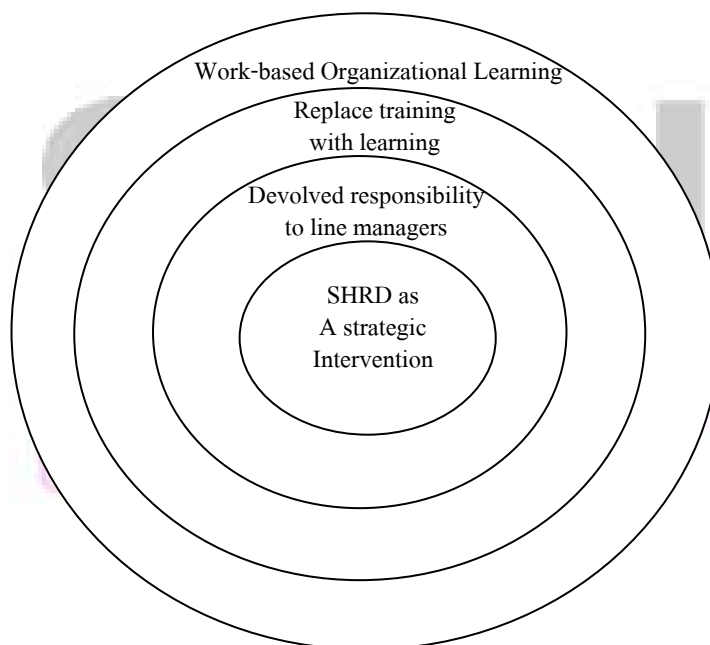 Work-based Organizational Learning
Replace training
with learning
Devolved responsibility
to line managers
SHRD as
A strategic
Intervention